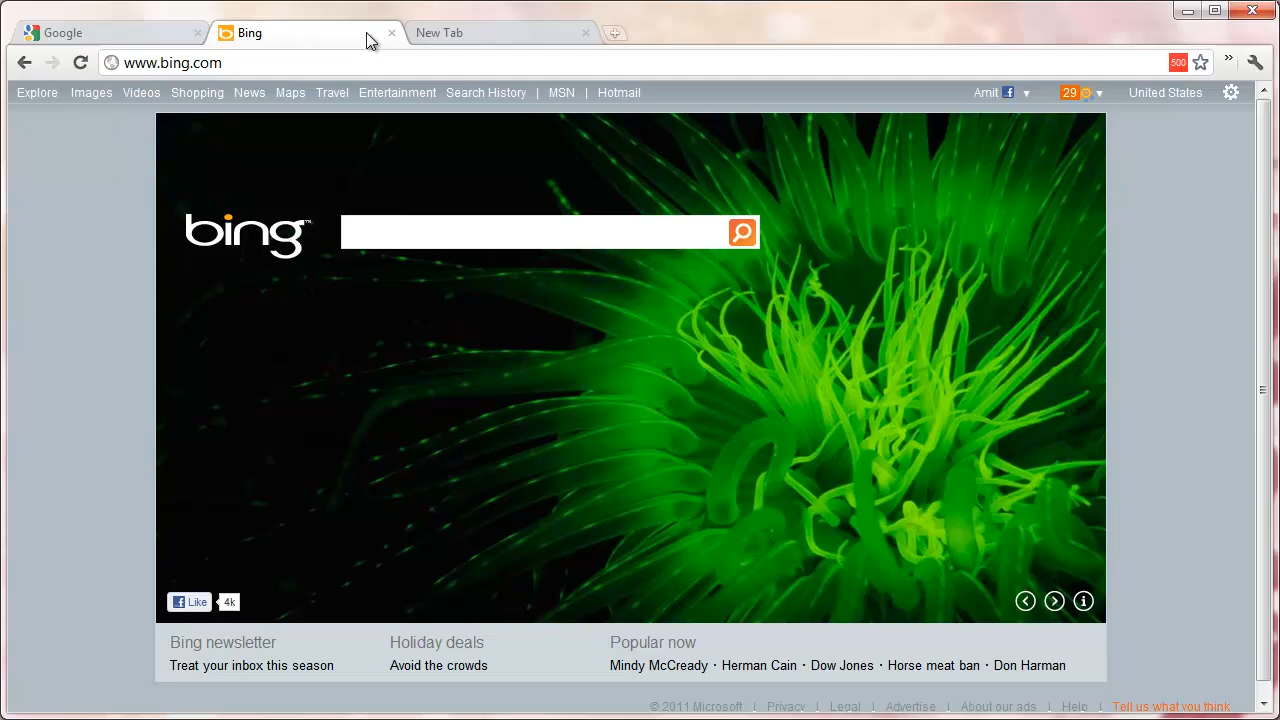 Google
Bing
New Tab
www.bing.com
500
Explore Images Videos Shopping News Maps Travel Entertainment Search History | MSN | Hotmail
Amit
29
United States
bing™
Like
4k
Bing newsletter
Treat your inbox this season
Holiday deals
Avoid the crowds
Popular now
Mindy McCready · Herman Cain · Dow Jones · Horse meat ban · Don Harman
© 2011 Microsoft | Privacy | Legal | Advertise | About our ads | Help | Tell us what you think